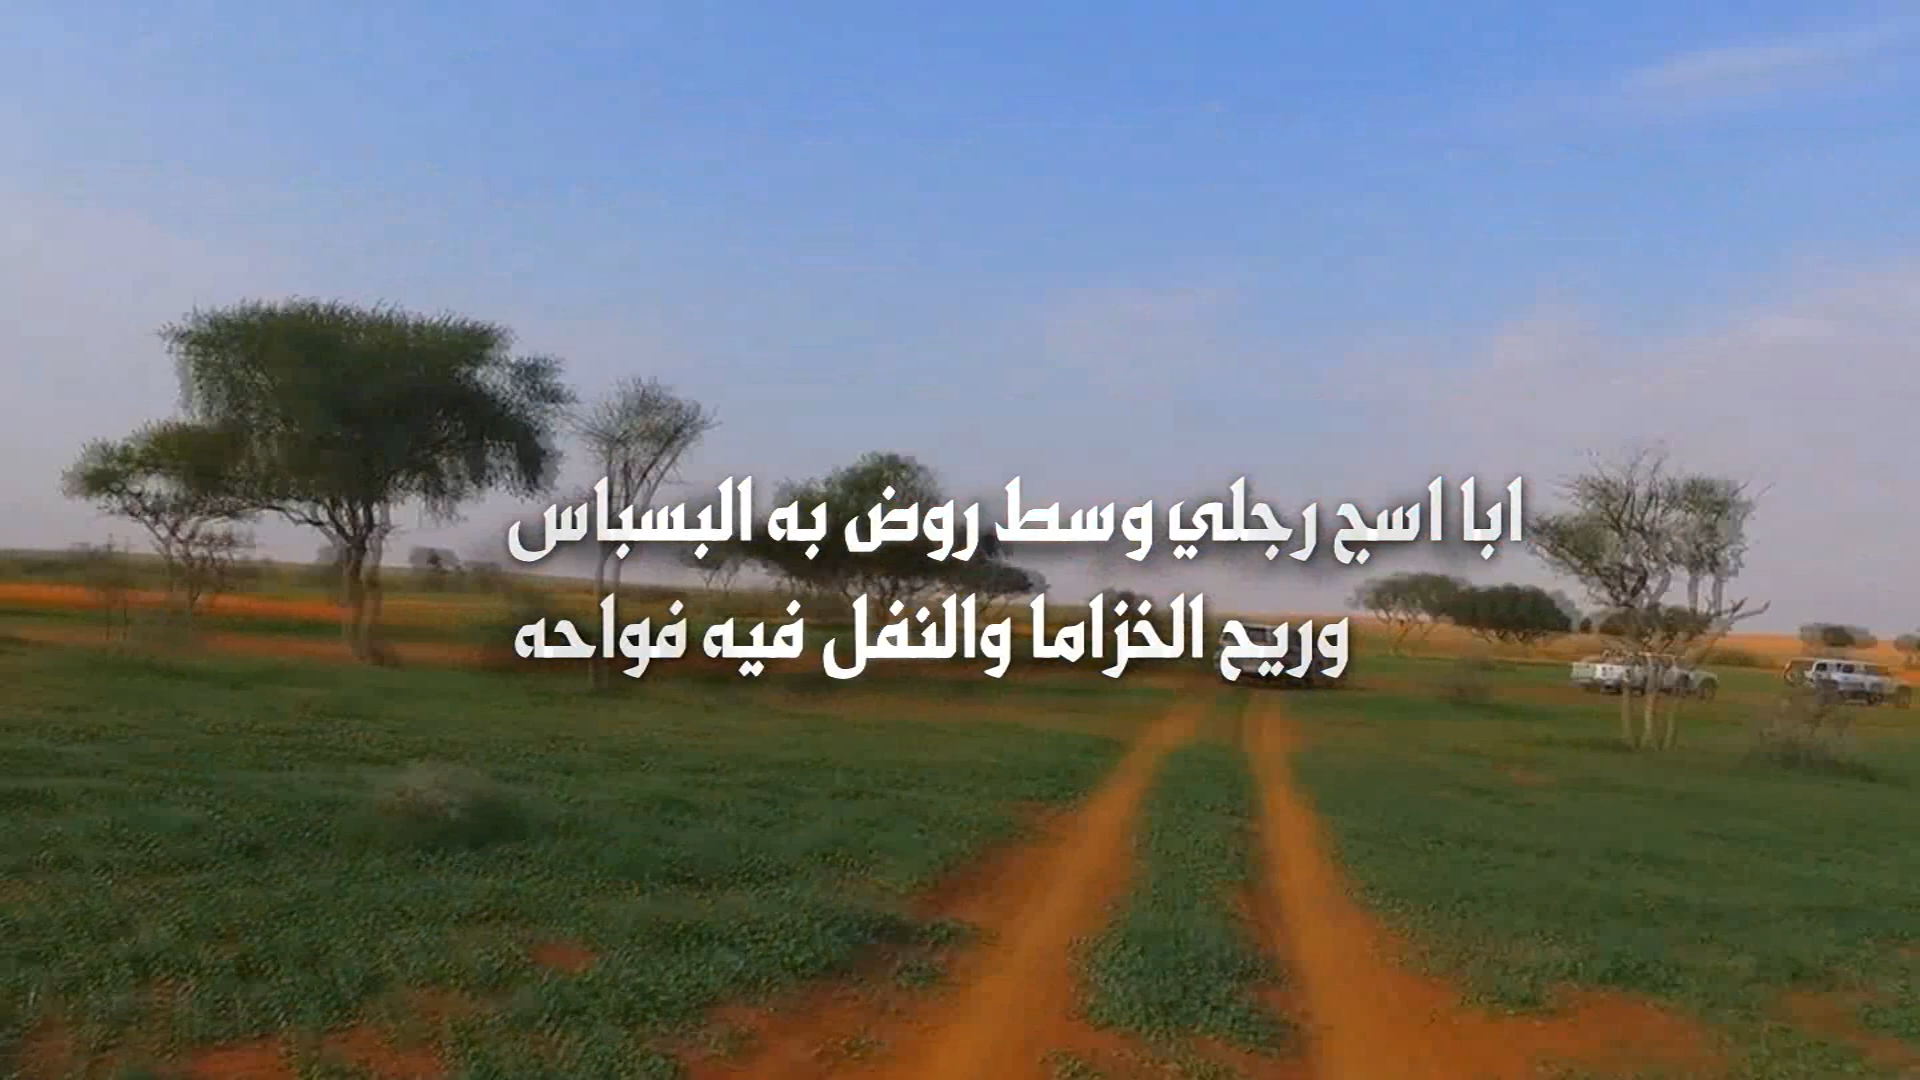 ابا اسج رجلي وسط روض به البسباس
وريح الخزاما والنفل فيه فواحه